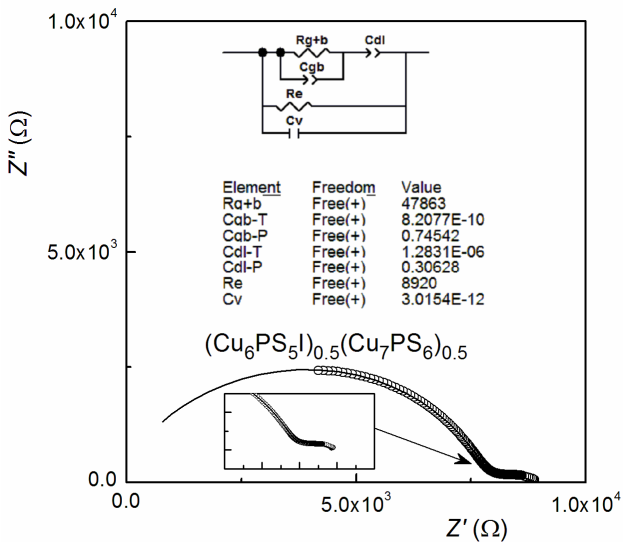 1.0x10⁴
Z″ (Ω)
5.0x10³
0.0
Rg+b
Cdl
Cgb
Re
Cv
Element Freedom Value
Rg+b Free(+) 47863
Cgb-T Free(+) 8.2077E-10
Cgb-P Free(+) 0.74542
Cdl-T Free(+) 1.2831E-06
Cdl-P Free(+) 0.30628
Re Free(+) 8920
Cv Free(+) 3.0154E-12
(Cu₆PS₅I)₀.₅(Cu₇PS₆)₀.₅
0.0 5.0x10³ 1.0x10⁴
Z′ (Ω)